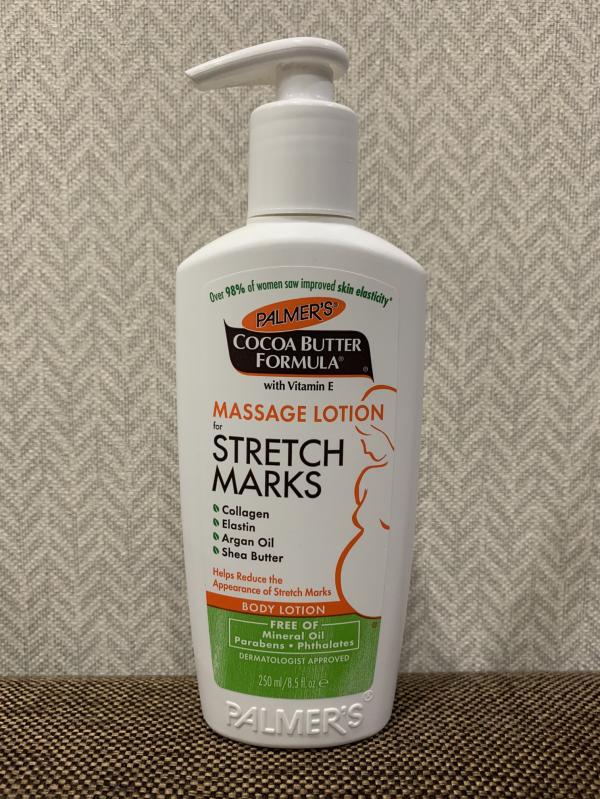 Over 98% of women saw improved skin elasticity*
PALMER'S®
COCOA BUTTER
FORMULA®
®
with Vitamin E
MASSAGE LOTION
for
STRETCH
MARKS
Collagen
Elastin
Argan Oil
Shea Butter
Helps Reduce the
Appearance of Stretch Marks
BODY LOTION
FREE OF
Mineral Oil
Parabens • Phthalates
DERMATOLOGIST APPROVED
250 ml/8.5 fl. oz ℮
PALMER'S®